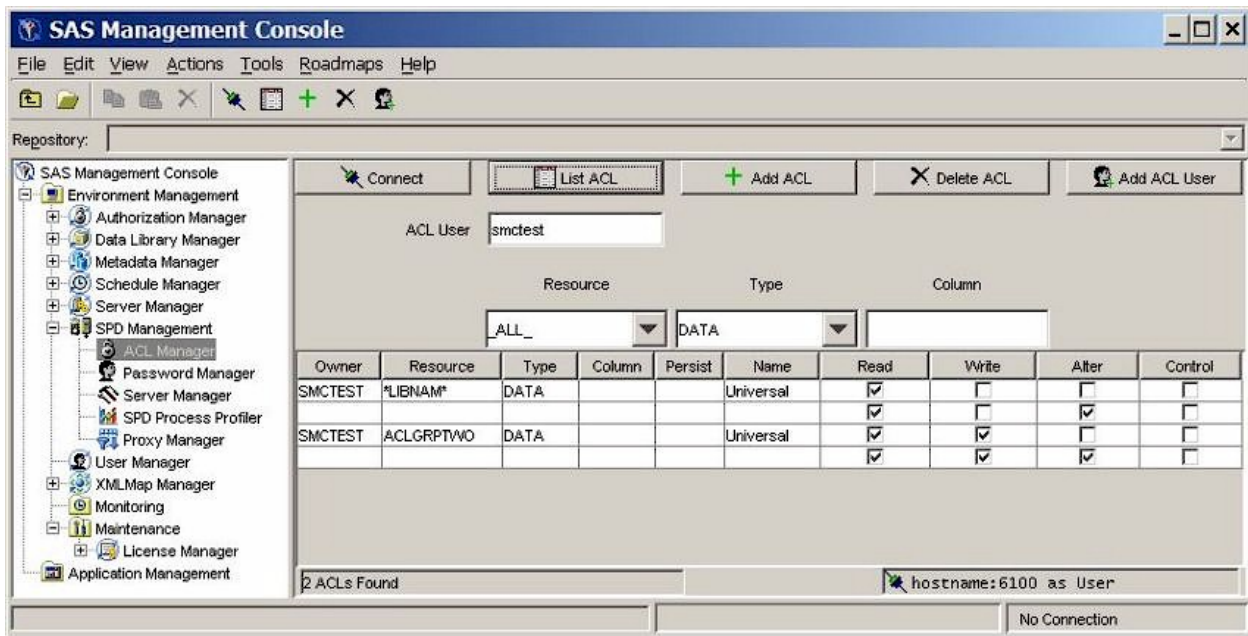 SAS Management Console
File Edit View Actions Tools Roadmaps Help
Repository:
SAS Management Console
Environment Management
Authorization Manager
Data Library Manager
Metadata Manager
Schedule Manager
Server Manager
SPD Management
ACL Manager
Password Manager
Server Manager
SPD Process Profiler
Proxy Manager
User Manager
XMLMap Manager
Monitoring
Maintenance
License Manager
Application Management
Connect List ACL Add ACL Delete ACL Add ACL User
ACL User smctest
Resource Type Column
_ALL_ DATA
Owner Resource Type Column Persist Name Read Write Alter Control
SMCTEST *LIBNAM* DATA Universal
SMCTEST ACLGRPTWO DATA Universal
2 ACLs Found hostname:6100 as User
No Connection